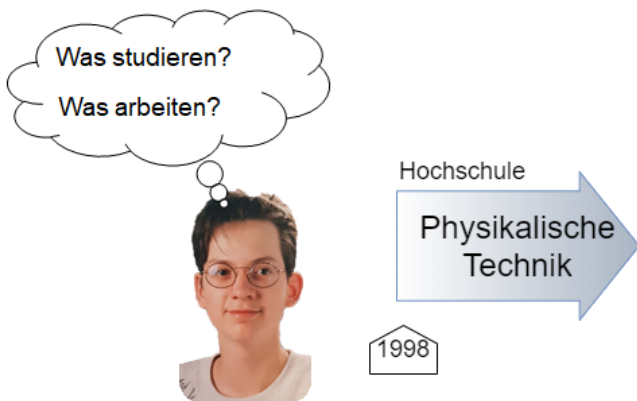 Was studieren?
Was arbeiten?
Hochschule
Physikalische
Technik
1998